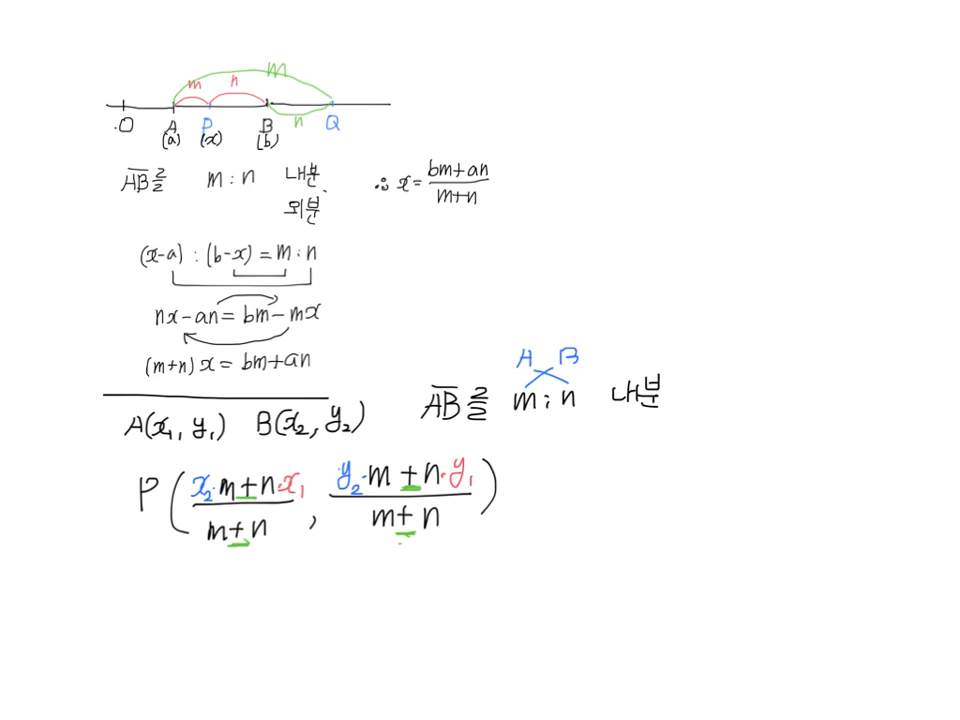 m
m n
O A P B n Q
(a) (x) (b)
AB를 m : n 내분
외분
∴ x = (bm+an)/(m+n)
(x-a) : (b-x) = m : n
nx - an = bm - mx
(m+n) x = bm + an
A(x₁, y₁) B(x₂, y₂)
A B
AB를 m : n 내분
P( (x₂·m + n·x₁)/(m+n) , (y₂·m + n·y₁)/(m+n) )